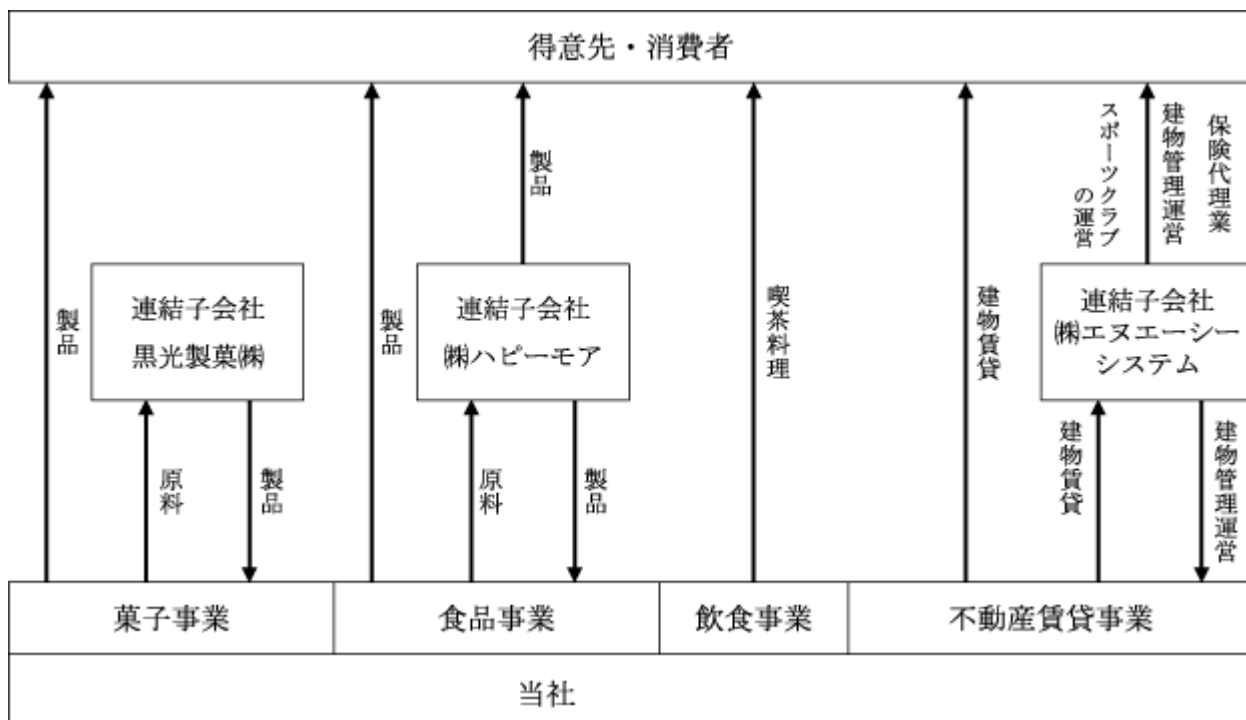 得意先・消費者
製品
連結子会社
黒光製菓㈱
原料
製品
製品
製品
連結子会社
㈱ハピーモア
原料
製品
喫茶料理
建物賃貸
スポーツクラブ
の運営
建物管理運営
保険代理業
連結子会社
㈱エヌエーシー
システム
建物賃貸
建物管理運営
菓子事業
食品事業
飲食事業
不動産賃貸事業
当社